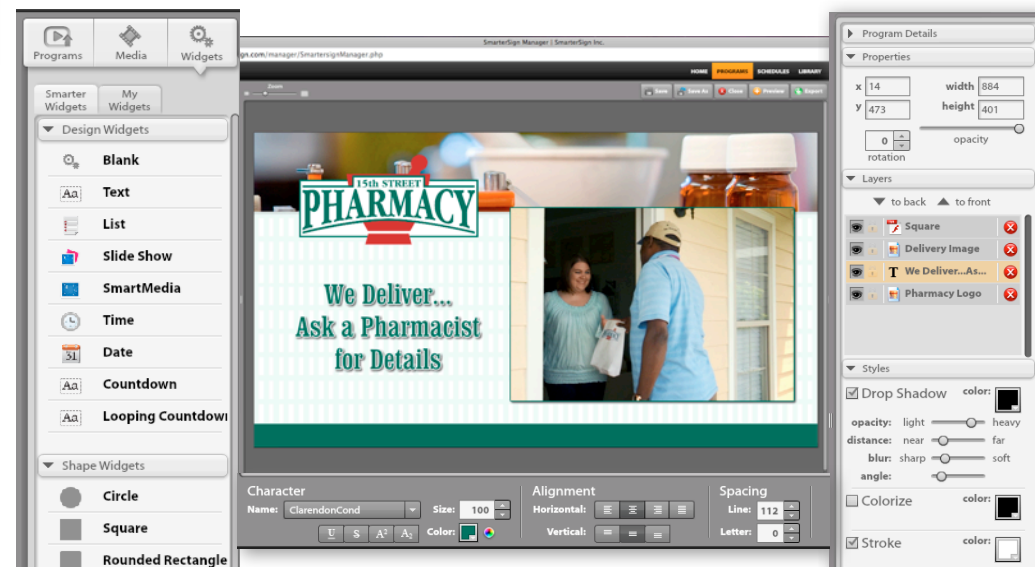 Programs
Media
Widgets
Smarter
Widgets
My
Widgets
Design Widgets
Blank
Aa Text
List
Slide Show
SmartMedia
Time
31 Date
Aa Countdown
Aa Looping Countdown
Shape Widgets
Circle
Square
Rounded Rectangle
SmarterSign Manager | SmarterSign Inc.
gn.com/manager/SmartersignManager.php
HOME PROGRAMS SCHEDULES LIBRARY
Zoom
Save Save As Close Preview Export
15th STREET
PHARMACY
We Deliver...
Ask a Pharmacist
for Details
Character
Name: ClarendonCond Size: 100
U S A² A₂ Color:
Alignment
Horizontal:
Vertical:
Spacing
Line: 112
Letter: 0
Program Details
Properties
x 14 width 884
y 473 height 401
0 opacity
rotation
Layers
to back to front
Square
Delivery Image
T We Deliver...As...
Pharmacy Logo
Styles
Drop Shadow color:
opacity: light heavy
distance: near far
blur: sharp soft
angle:
Colorize color:
Stroke color: